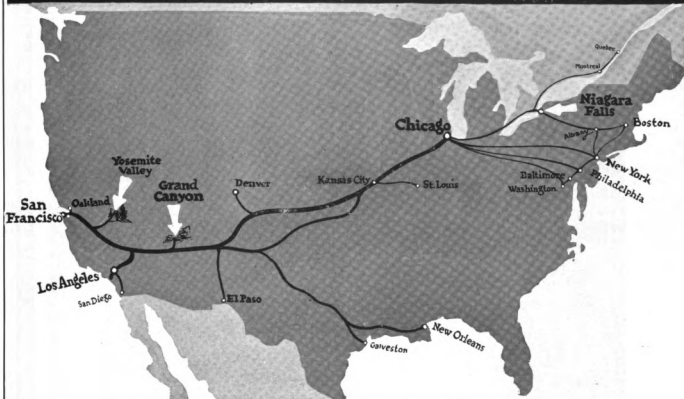 Quebec
Montreal
Niagara
Falls
Chicago
Albany
Boston
New York
Philadelphia
Baltimore
Washington
Yosemite
Valley
Grand
Canyon
Denver
Kansas City
St. Louis
San
Francisco
Oakland
Los Angeles
San Diego
El Paso
Galveston
New Orleans